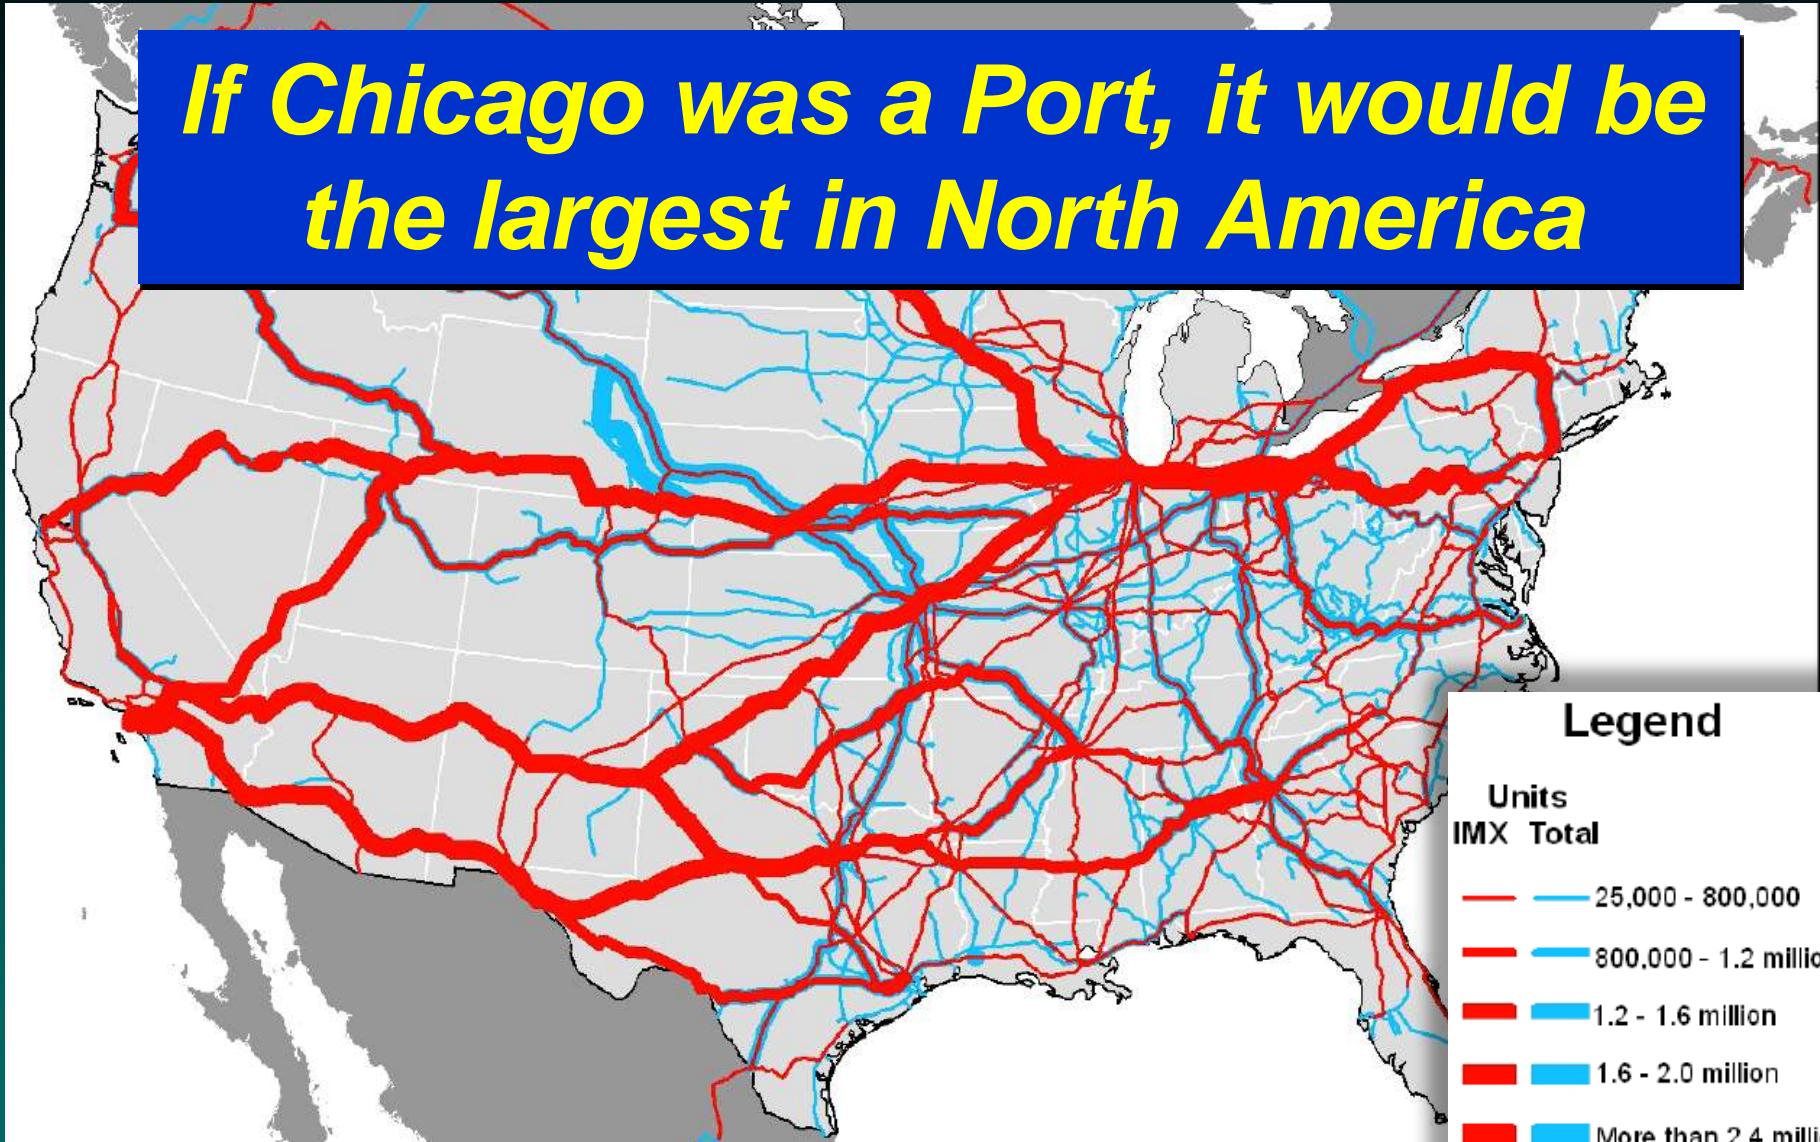 If Chicago was a Port, it would be
the largest in North America
Legend
Units
IMX Total
25,000 - 800,000
800,000 - 1.2 millio
1.2 - 1.6 million
1.6 - 2.0 million
More than 2.4 milli